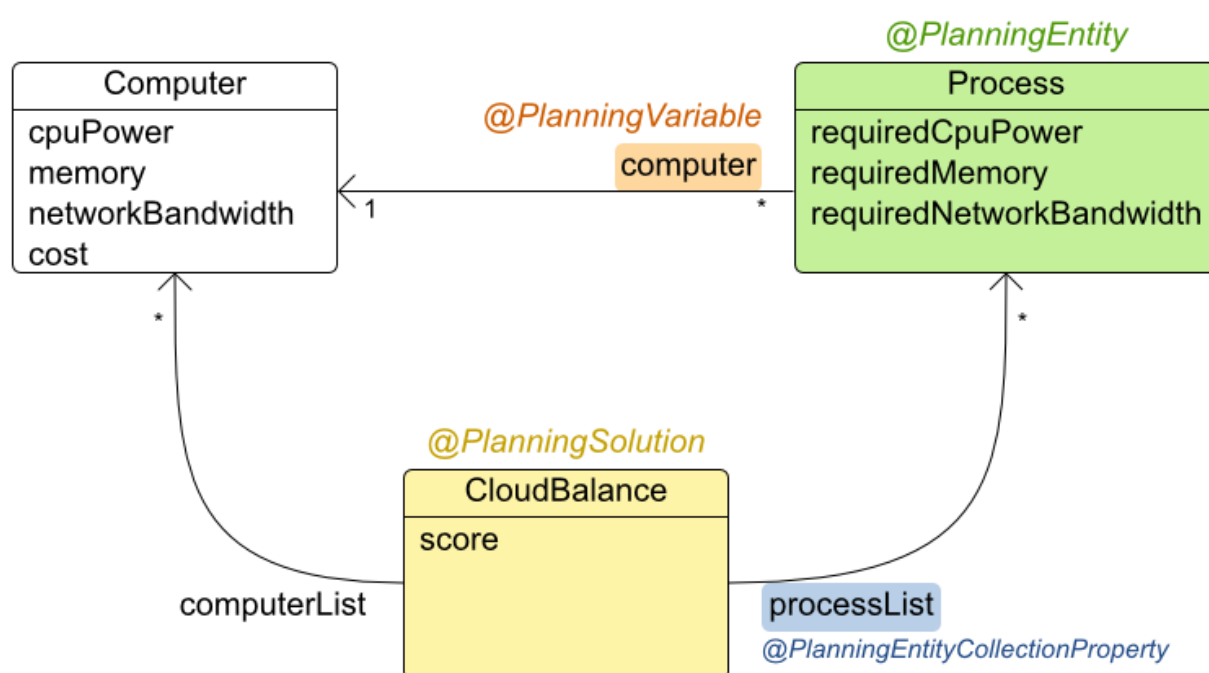 @PlanningEntity
Computer
Process
cpuPower
memory
networkBandwidth
cost
@PlanningVariable
computer
1
*
requiredCpuPower
requiredMemory
requiredNetworkBandwidth
*
*
@PlanningSolution
CloudBalance
score
computerList
processList
@PlanningEntityCollectionProperty